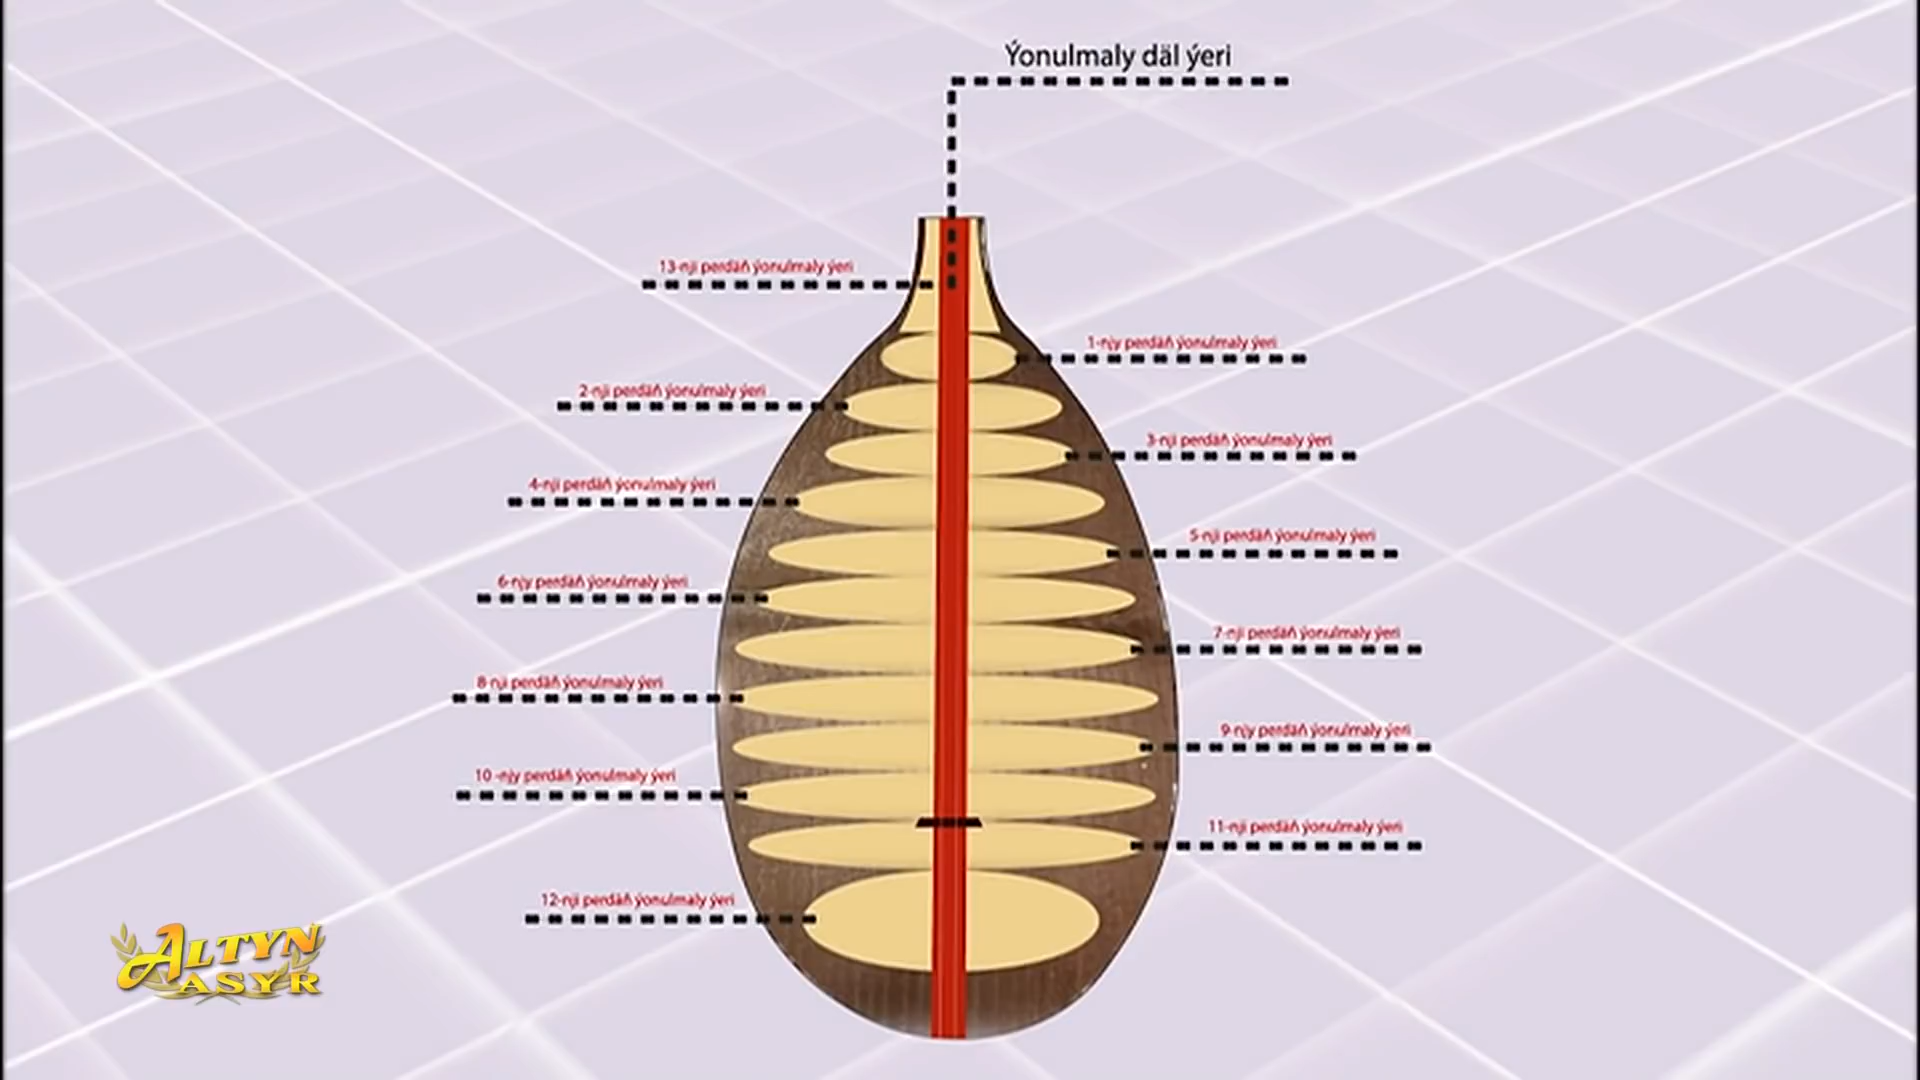 Ýonulmaly däl ýeri
13-nji perdäň ýonulmaly ýeri
1-njy perdäň ýonulmaly ýeri
2-nji perdäň ýonulmaly ýeri
3-nji perdäň ýonulmaly ýeri
4-nji perdäň ýonulmaly ýeri
5-nji perdäň ýonulmaly ýeri
6-njy perdäň ýonulmaly ýeri
7-nji perdäň ýonulmaly ýeri
8-nji perdäň ýonulmaly ýeri
9-njy perdäň ýonulmaly ýeri
10 -njy perdäň ýonulmaly ýeri
11-nji perdäň ýonulmaly ýeri
12-nji perdäň ýonulmaly ýeri
ALTYN
ASYR